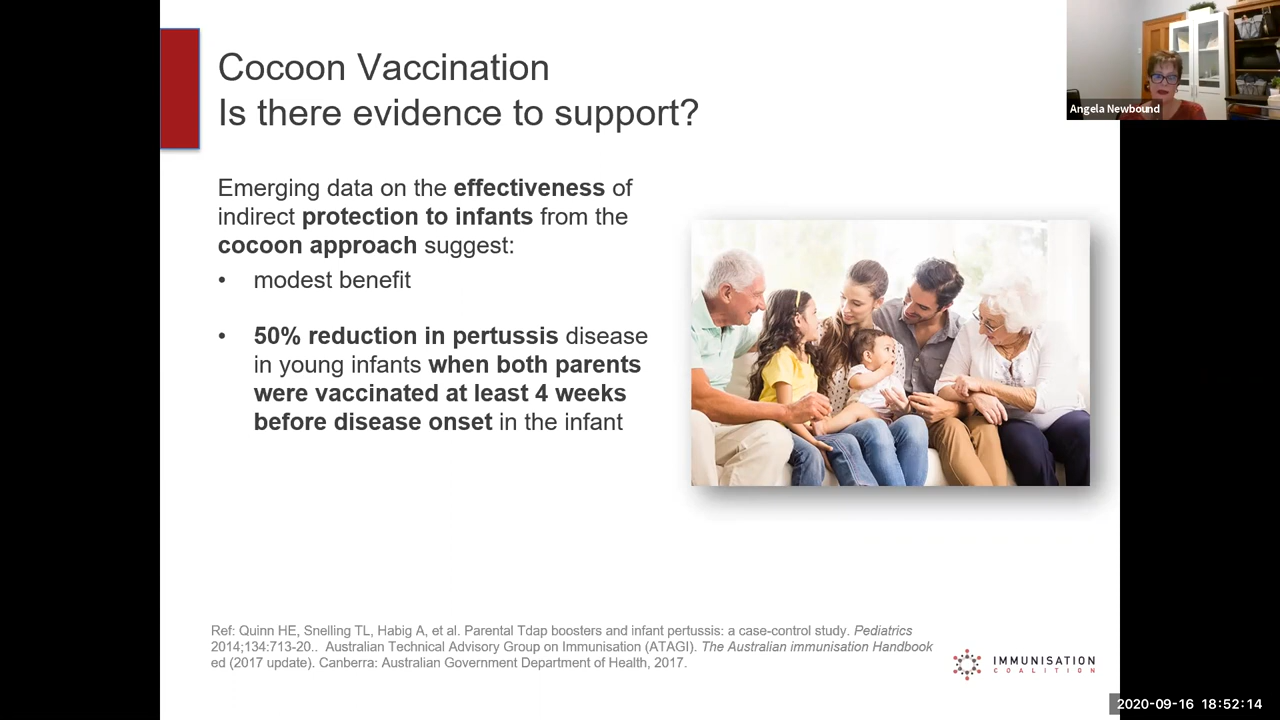 Cocoon Vaccination
Is there evidence to support?
Angela Newbound
Emerging data on the effectiveness of
indirect protection to infants from the
cocoon approach suggest:
• modest benefit
• 50% reduction in pertussis disease
in young infants when both parents
were vaccinated at least 4 weeks
before disease onset in the infant
Ref: Quinn HE, Snelling TL, Habig A, et al. Parental Tdap boosters and infant pertussis: a case-control study. Pediatrics
2014;134:713-20.. Australian Technical Advisory Group on Immunisation (ATAGI). The Australian immunisation Handbook
ed (2017 update). Canberra: Australian Government Department of Health, 2017.
IMMUNISATION
COALITION
2020-09-16 18:52:14